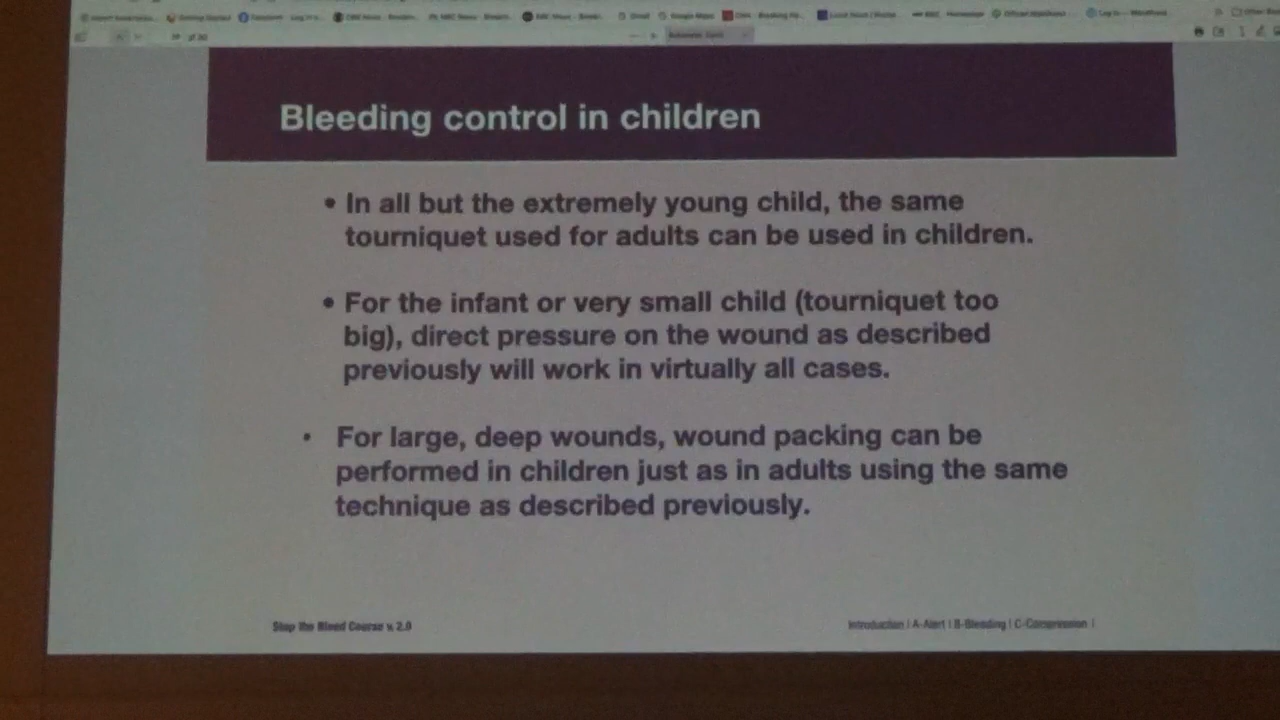 Bleeding control in children
• In all but the extremely young child, the same
tourniquet used for adults can be used in children.
• For the infant or very small child (tourniquet too
big), direct pressure on the wound as described
previously will work in virtually all cases.
• For large, deep wounds, wound packing can be
performed in children just as in adults using the same
technique as described previously.
Stop the Bleed Course v. 2.0
Introduction | A-Alert | B-Bleeding | C-Compression |